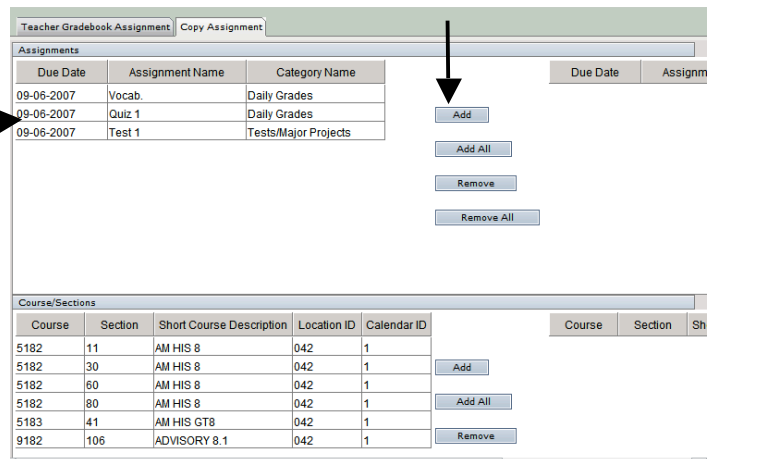 Teacher Gradebook Assignment Copy Assignment
Assignments
Due Date Assignment Name Category Name Due Date Assignm
09-06-2007 Vocab. Daily Grades
09-06-2007 Quiz 1 Daily Grades
Add
09-06-2007 Test 1 Tests/Major Projects
Add All
Remove
Remove All
Course/Sections
Course Section Short Course Description Location ID Calendar ID Course Section Sh
5182 11 AM HIS 8 042 1
5182 30 AM HIS 8 042 1 Add
5182 60 AM HIS 8 042 1
5182 80 AM HIS 8 042 1 Add All
5183 41 AM HIS GT8 042 1
9182 106 ADVISORY 8.1 042 1 Remove